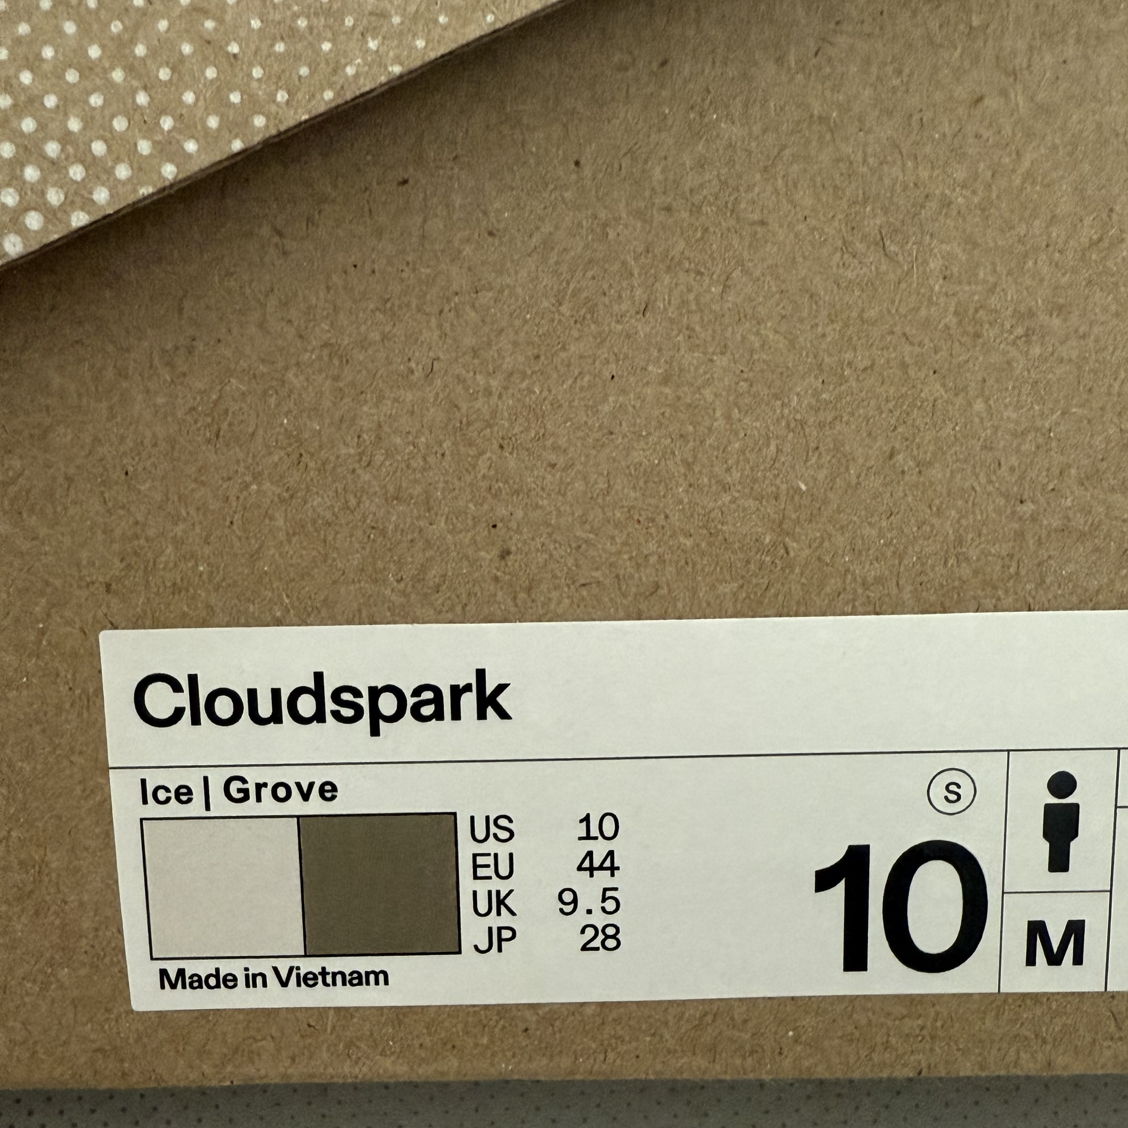 Cloudspark
Ice | Grove
US 10
EU 44
UK 9.5
JP 28
Made in Vietnam
S
10
M